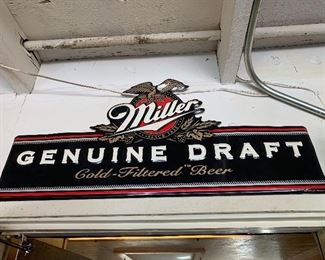 Miller
GENUINE DRAFT
Cold-Filtered™ Beer